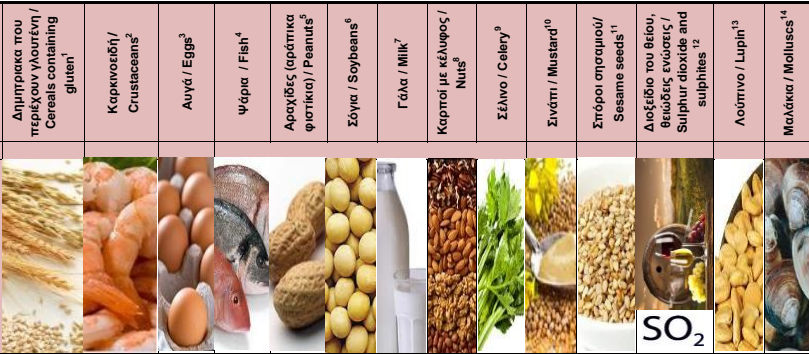 Δημητριακα που
περιέχουν γλουτένη /
Cereals containing
gluten¹
Καρκινοειδή /
Crustaceans²
Αυγά / Eggs³
Ψάρια / Fish⁴
Αραχίδες (αράπικα
φιστίκια) / Peanuts⁵
Σόγια / Soybeans⁶
Γάλα / Milk⁷
Καρποί με κέλυφος /
Nuts⁸
Σέλινο / Celery⁹
Σινάπι / Mustard¹⁰
Σπόροι σησαμιού/
Sesame seeds¹¹
Διοξείδιο του θείου,
θειώδεις ενώσεις /
Sulphur dioxide and
sulphites ¹²
Λούπινο / Lupin¹³
Μαλάκια / Molluscs¹⁴
SO₂